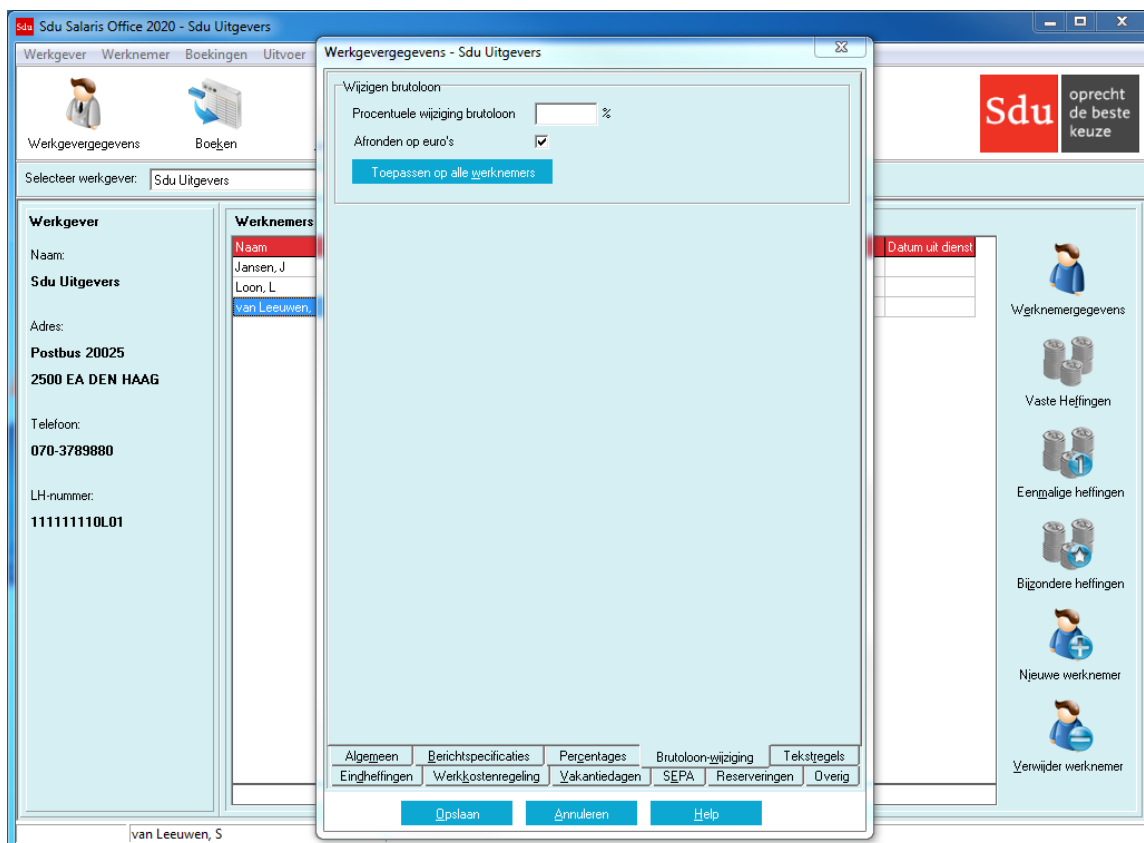 Sdu Sdu Salaris Office 2020 - Sdu Uitgevers
Werkgever Werknemer Boekingen Uitvoer
Werkgevergegevens
Boeken
Sdu
oprecht
de beste
keuze
Selecteer werkgever: Sdu Uitgevers
Werkgever
Naam:
Sdu Uitgevers
Adres:
Postbus 20025
2500 EA DEN HAAG
Telefoon:
070-3789880
LH-nummer:
111111110L01
Werknemers
Naam
Datum uit dienst
Jansen, J
Loon, L
van Leeuwen,
Werkgevergegevens - Sdu Uitgevers
Wijzigen brutoloon
Procentuele wijziging brutoloon %
Afronden op euro's
Toepassen op alle werknemers
Algemeen Berichtspecificaties Percentages Brutoloon-wijziging Tekstregels
Eindheffingen Werkkostenregeling Vakantiedagen SEPA Reserveringen Overig
Opslaan Annuleren Help
Werknemergegevens
Vaste Heffingen
Eenmalige heffingen
Bijzondere heffingen
Nieuwe werknemer
Verwijder werknemer
van Leeuwen, S